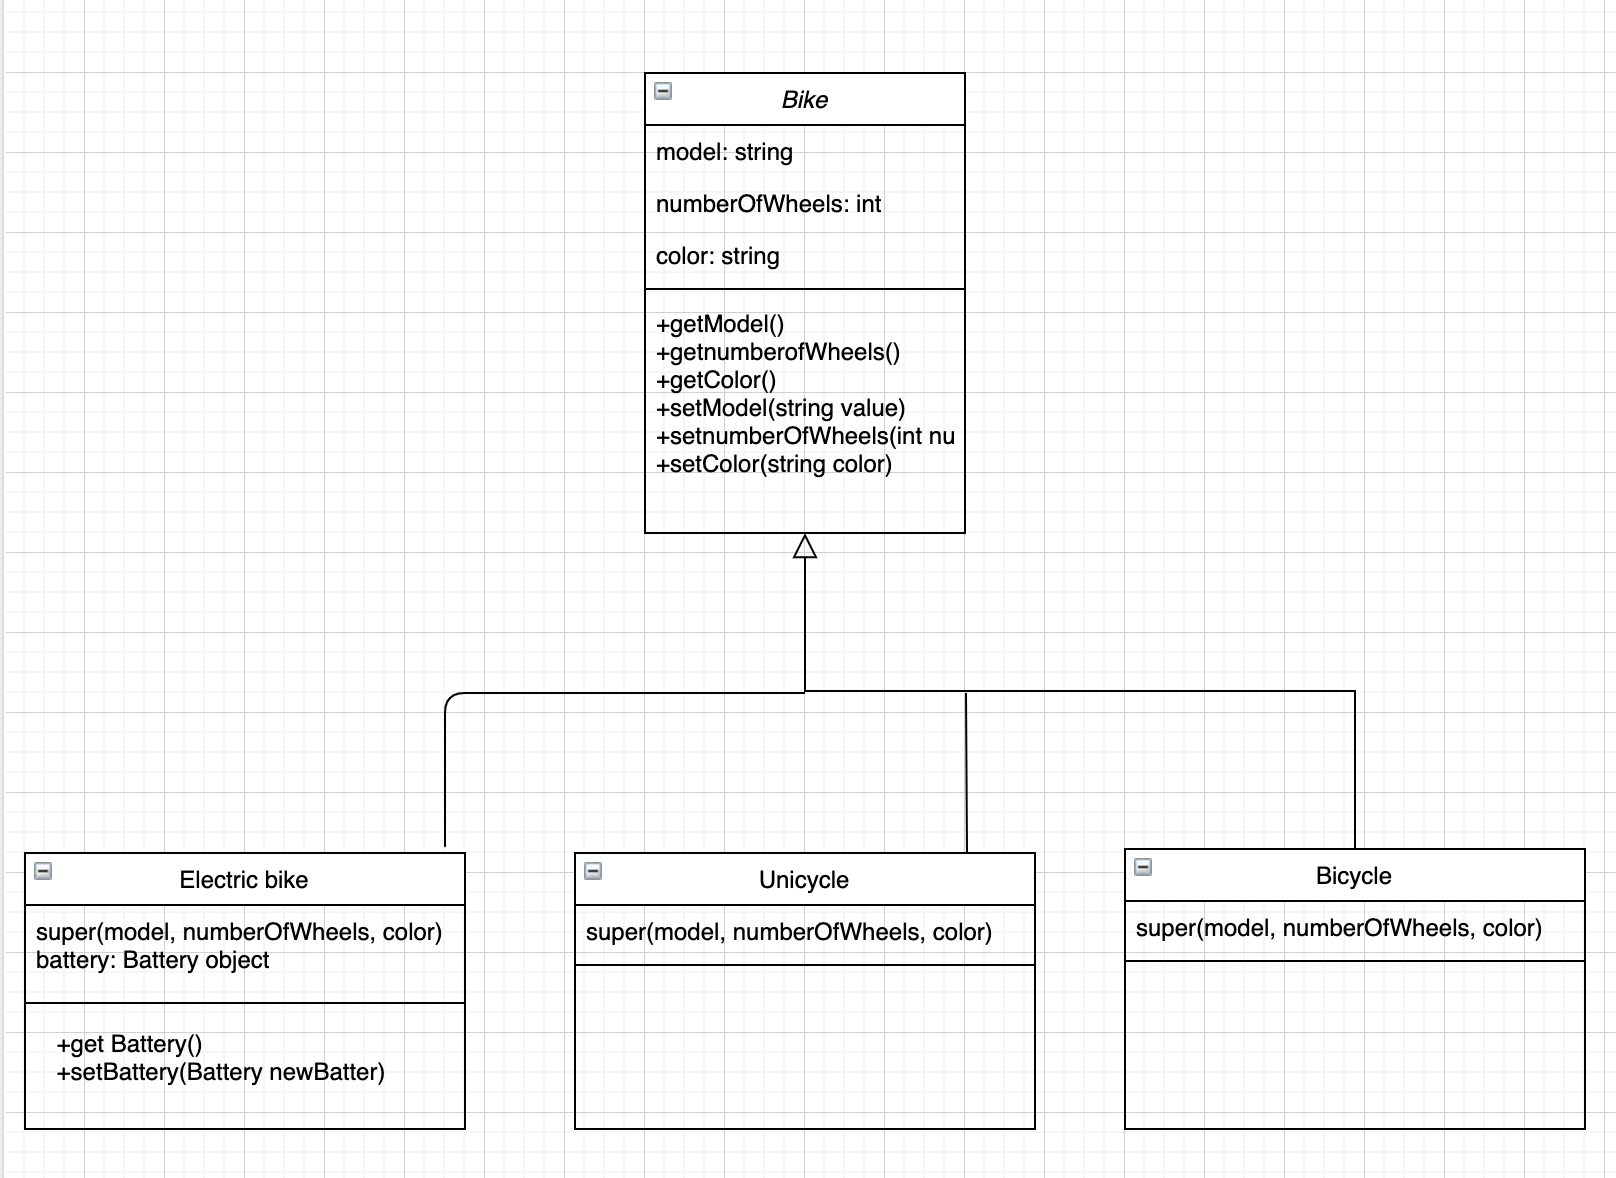 Bike
model: string
numberOfWheels: int
color: string
+getModel()
+getnumberofWheels()
+getColor()
+setModel(string value)
+setnumberOfWheels(int nu
+setColor(string color)
Electric bike
super(model, numberOfWheels, color)
battery: Battery object
+get Battery()
+setBattery(Battery newBatter)
Unicycle
super(model, numberOfWheels, color)
Bicycle
super(model, numberOfWheels, color)